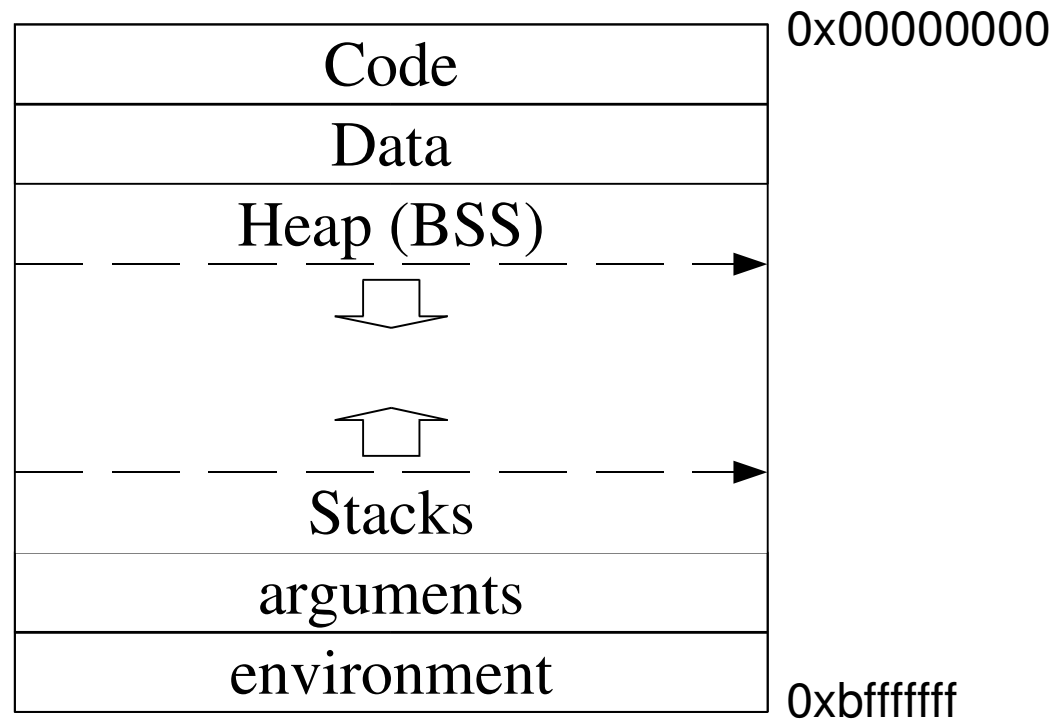 0x00000000
Code
Data
Heap (BSS)
Stacks
arguments
environment
0xbfffffff